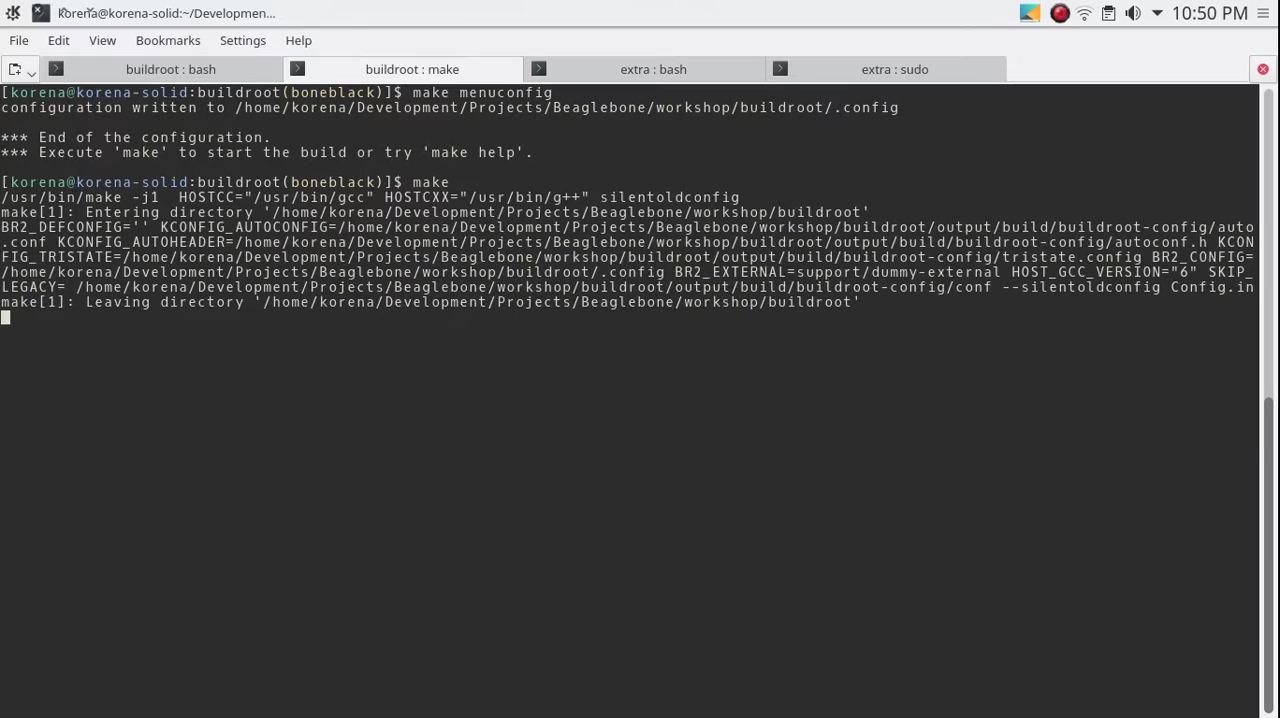 korena@korena-solid:~/Developmen...
10:50 PM
File Edit View Bookmarks Settings Help
buildroot : bash
buildroot : make
extra : bash
extra : sudo
[korena@korena-solid:buildroot(boneblack)]$ make menuconfig
configuration written to /home/korena/Development/Projects/Beaglebone/workshop/buildroot/.config
*** End of the configuration.
*** Execute 'make' to start the build or try 'make help'.
[korena@korena-solid:buildroot(boneblack)]$ make
/usr/bin/make -j1  HOSTCC="/usr/bin/gcc" HOSTCXX="/usr/bin/g++" silentoldconfig
make[1]: Entering directory '/home/korena/Development/Projects/Beaglebone/workshop/buildroot'
BR2_DEFCONFIG='' KCONFIG_AUTOCONFIG=/home/korena/Development/Projects/Beaglebone/workshop/buildroot/output/build/buildroot-config/auto
.conf KCONFIG_AUTOHEADER=/home/korena/Development/Projects/Beaglebone/workshop/buildroot/output/build/buildroot-config/autoconf.h KCON
FIG_TRISTATE=/home/korena/Development/Projects/Beaglebone/workshop/buildroot/output/build/buildroot-config/tristate.config BR2_CONFIG=
/home/korena/Development/Projects/Beaglebone/workshop/buildroot/.config BR2_EXTERNAL=support/dummy-external HOST_GCC_VERSION="6" SKIP_
LEGACY= /home/korena/Development/Projects/Beaglebone/workshop/buildroot/output/build/buildroot-config/conf --silentoldconfig Config.in
make[1]: Leaving directory '/home/korena/Development/Projects/Beaglebone/workshop/buildroot'